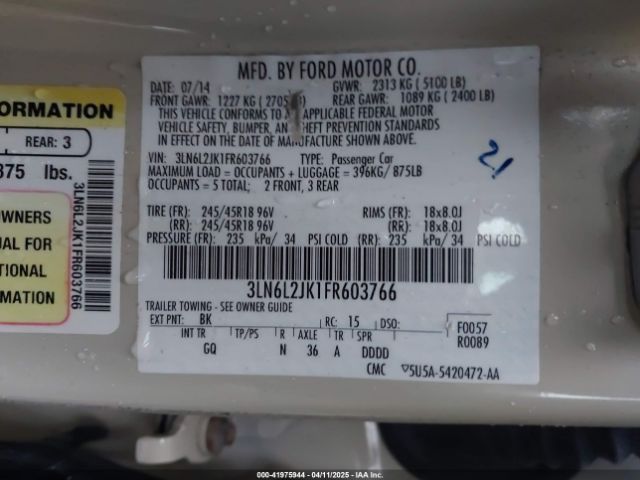 MFD. BY FORD MOTOR CO.
DATE: 07/14 GVWR: 2313 KG ( 5100 LB)
FRONT GAWR: 1227 KG ( 2705 B) REAR GAWR: 1089 KG ( 2400 LB)
THIS VEHICLE CONFORMS TO ALL APPLICABLE FEDERAL MOTOR
VEHICLE SAFETY, BUMPER, AN THEFT PREVENTION STANDARDS
IN EFFECT ON THE DATE OF MANUFACTURE SHOWN ABOVE.
VIN: 3LN6L2JK1FR603766 TYPE: Passenger Car
MAXIMUM LOAD = OCCUPANTS + LUGGAGE = 396KG/ 875LB
OCCUPANTS = 5 TOTAL; 2 FRONT, 3 REAR
21
TIRE (FR): 245/45R18 96V RIMS (FR): 18x8.0J
(RR): 245/45R18 96V (RR): 18x8.0J
PRESSURE (FR): 235 kPa/ 34 PSI COLD (RR): 235 kPa/ 34 PSI COLD
3LN6L2JK1FR603766
TRAILER TOWING - SEE OWNER GUIDE
EXT PNT: BK RC: 15 DSO: F0057
INT TR TP/PS R AXLE TR SPR R0089
GQ N 36 A DDDD
CMC ▽5U5A-5420472-AA
ORMATION
REAR: 3
875 lbs.
OWNERS
UAL FOR
TIONAL
RMATION
3LN6L2JK1FR603766
000-41975944 - 04/11/2025 - IAAI.com